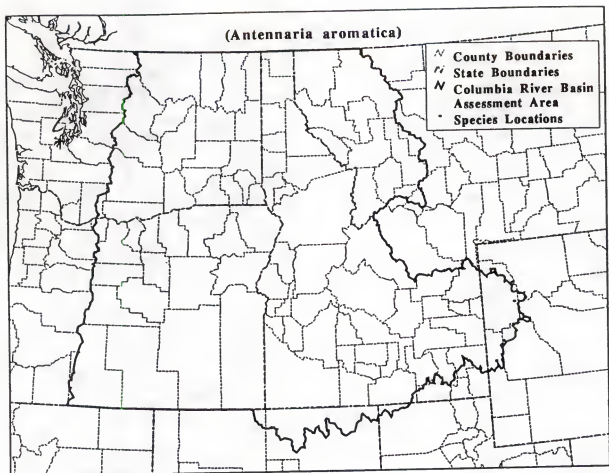 (Antennaria aromatica)
N County Boundaries
N State Boundaries
N Columbia River Basin
Assessment Area
• Species Locations